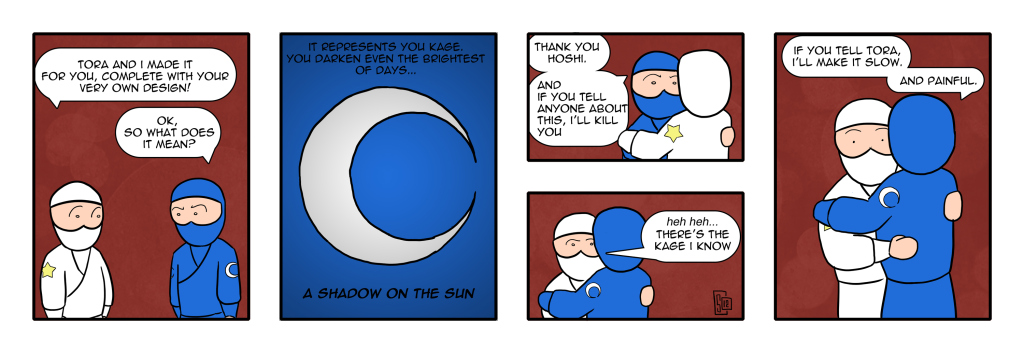 TORA AND I MADE IT
FOR YOU, COMPLETE WITH YOUR
VERY OWN DESIGN!
OK,
SO WHAT DOES
IT MEAN?
IT REPRESENTS YOU KAGE.
YOU DARKEN EVEN THE BRIGHTEST
OF DAYS...
A SHADOW ON THE SUN
THANK YOU
HOSHI.
AND
IF YOU TELL
ANYONE ABOUT
THIS, I'LL KILL
YOU
heh heh...
THERE'S THE
KAGE I KNOW
IF YOU TELL TORA,
I'LL MAKE IT SLOW.
AND PAINFUL.